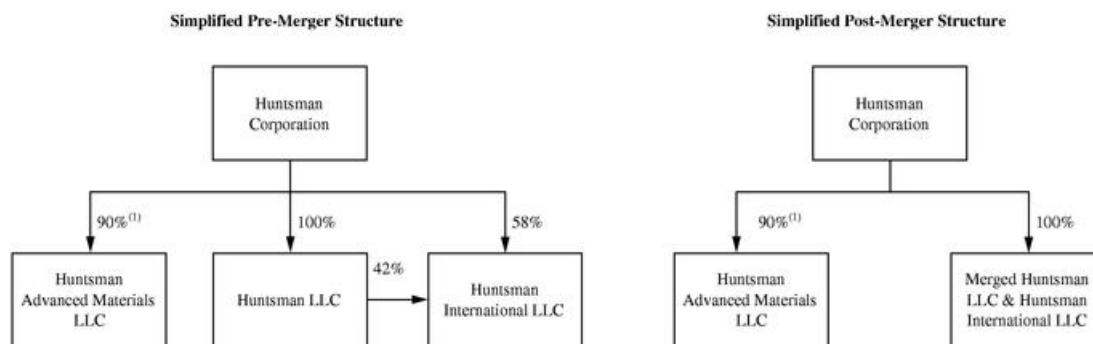 Simplified Pre-Merger Structure
Huntsman
Corporation
90%(1)
100%
58%
Huntsman
Advanced Materials
LLC
Huntsman LLC
42%
Huntsman
International LLC
Simplified Post-Merger Structure
Huntsman
Corporation
90%(1)
100%
Huntsman
Advanced Materials
LLC
Merged Huntsman
LLC & Huntsman
International LLC